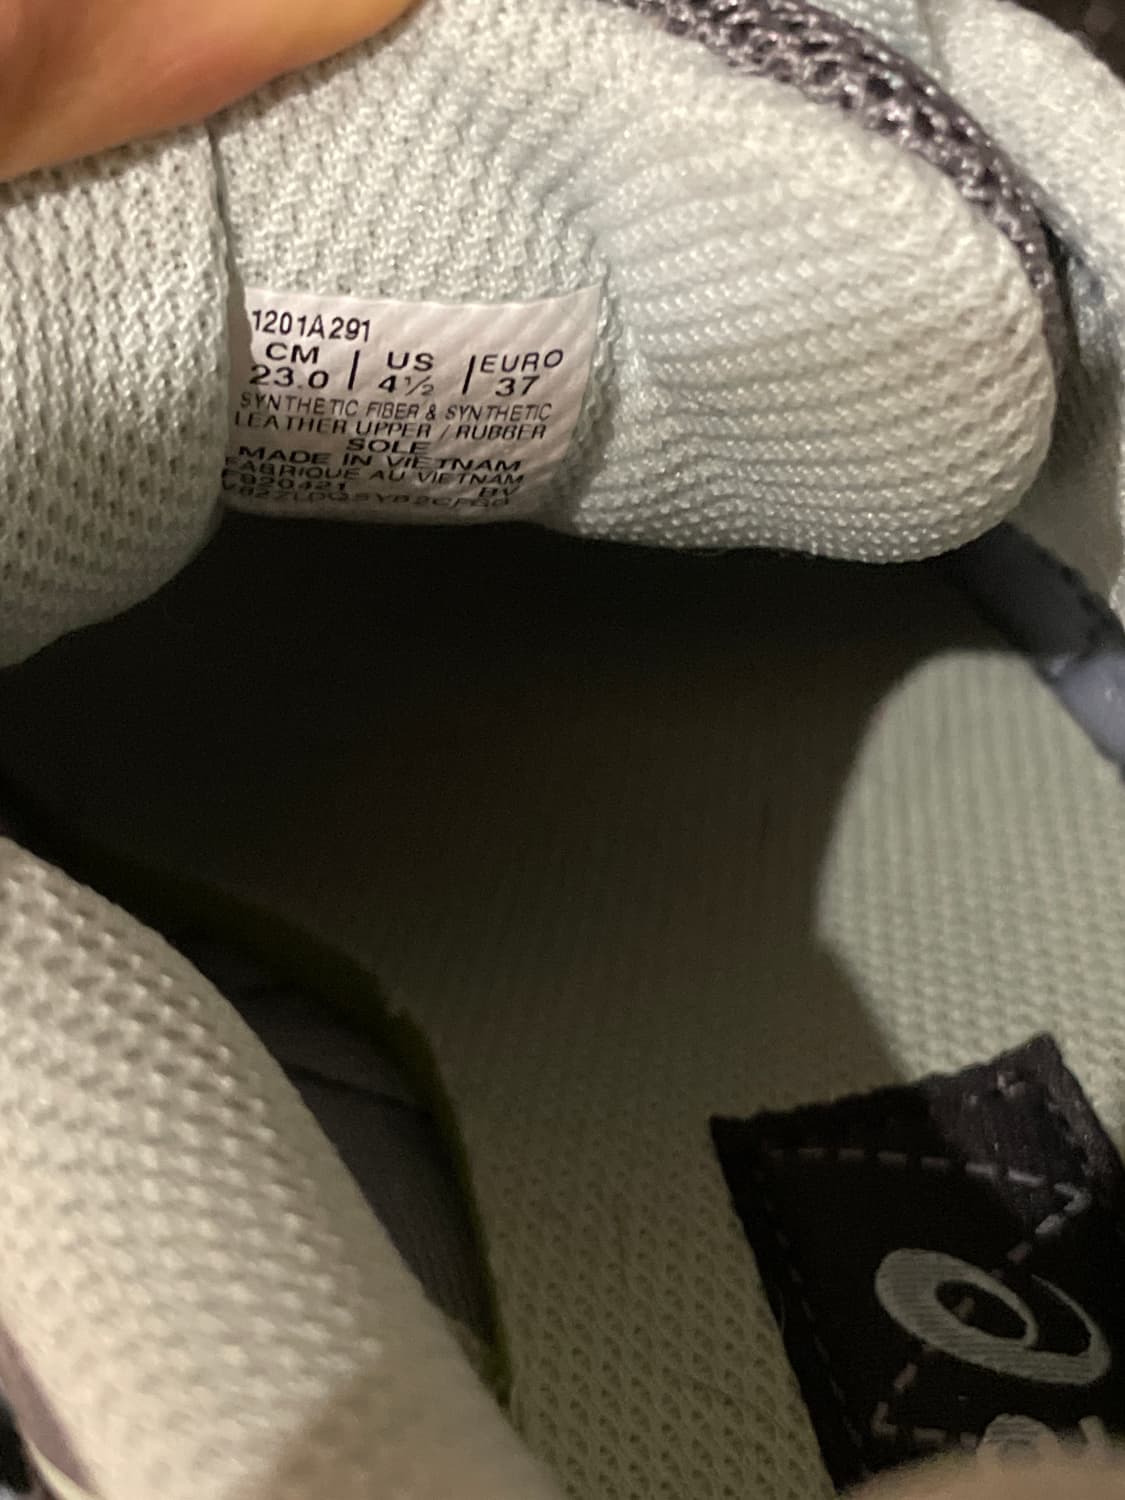 1201A291
CM | US | EURO
23.0 | 4½ | 37
SYNTHETIC FIBER & SYNTHETIC
LEATHER UPPER / RUBBER
SOLE
MADE IN VIETNAM
FABRIQUE AU VIETNAM
BV